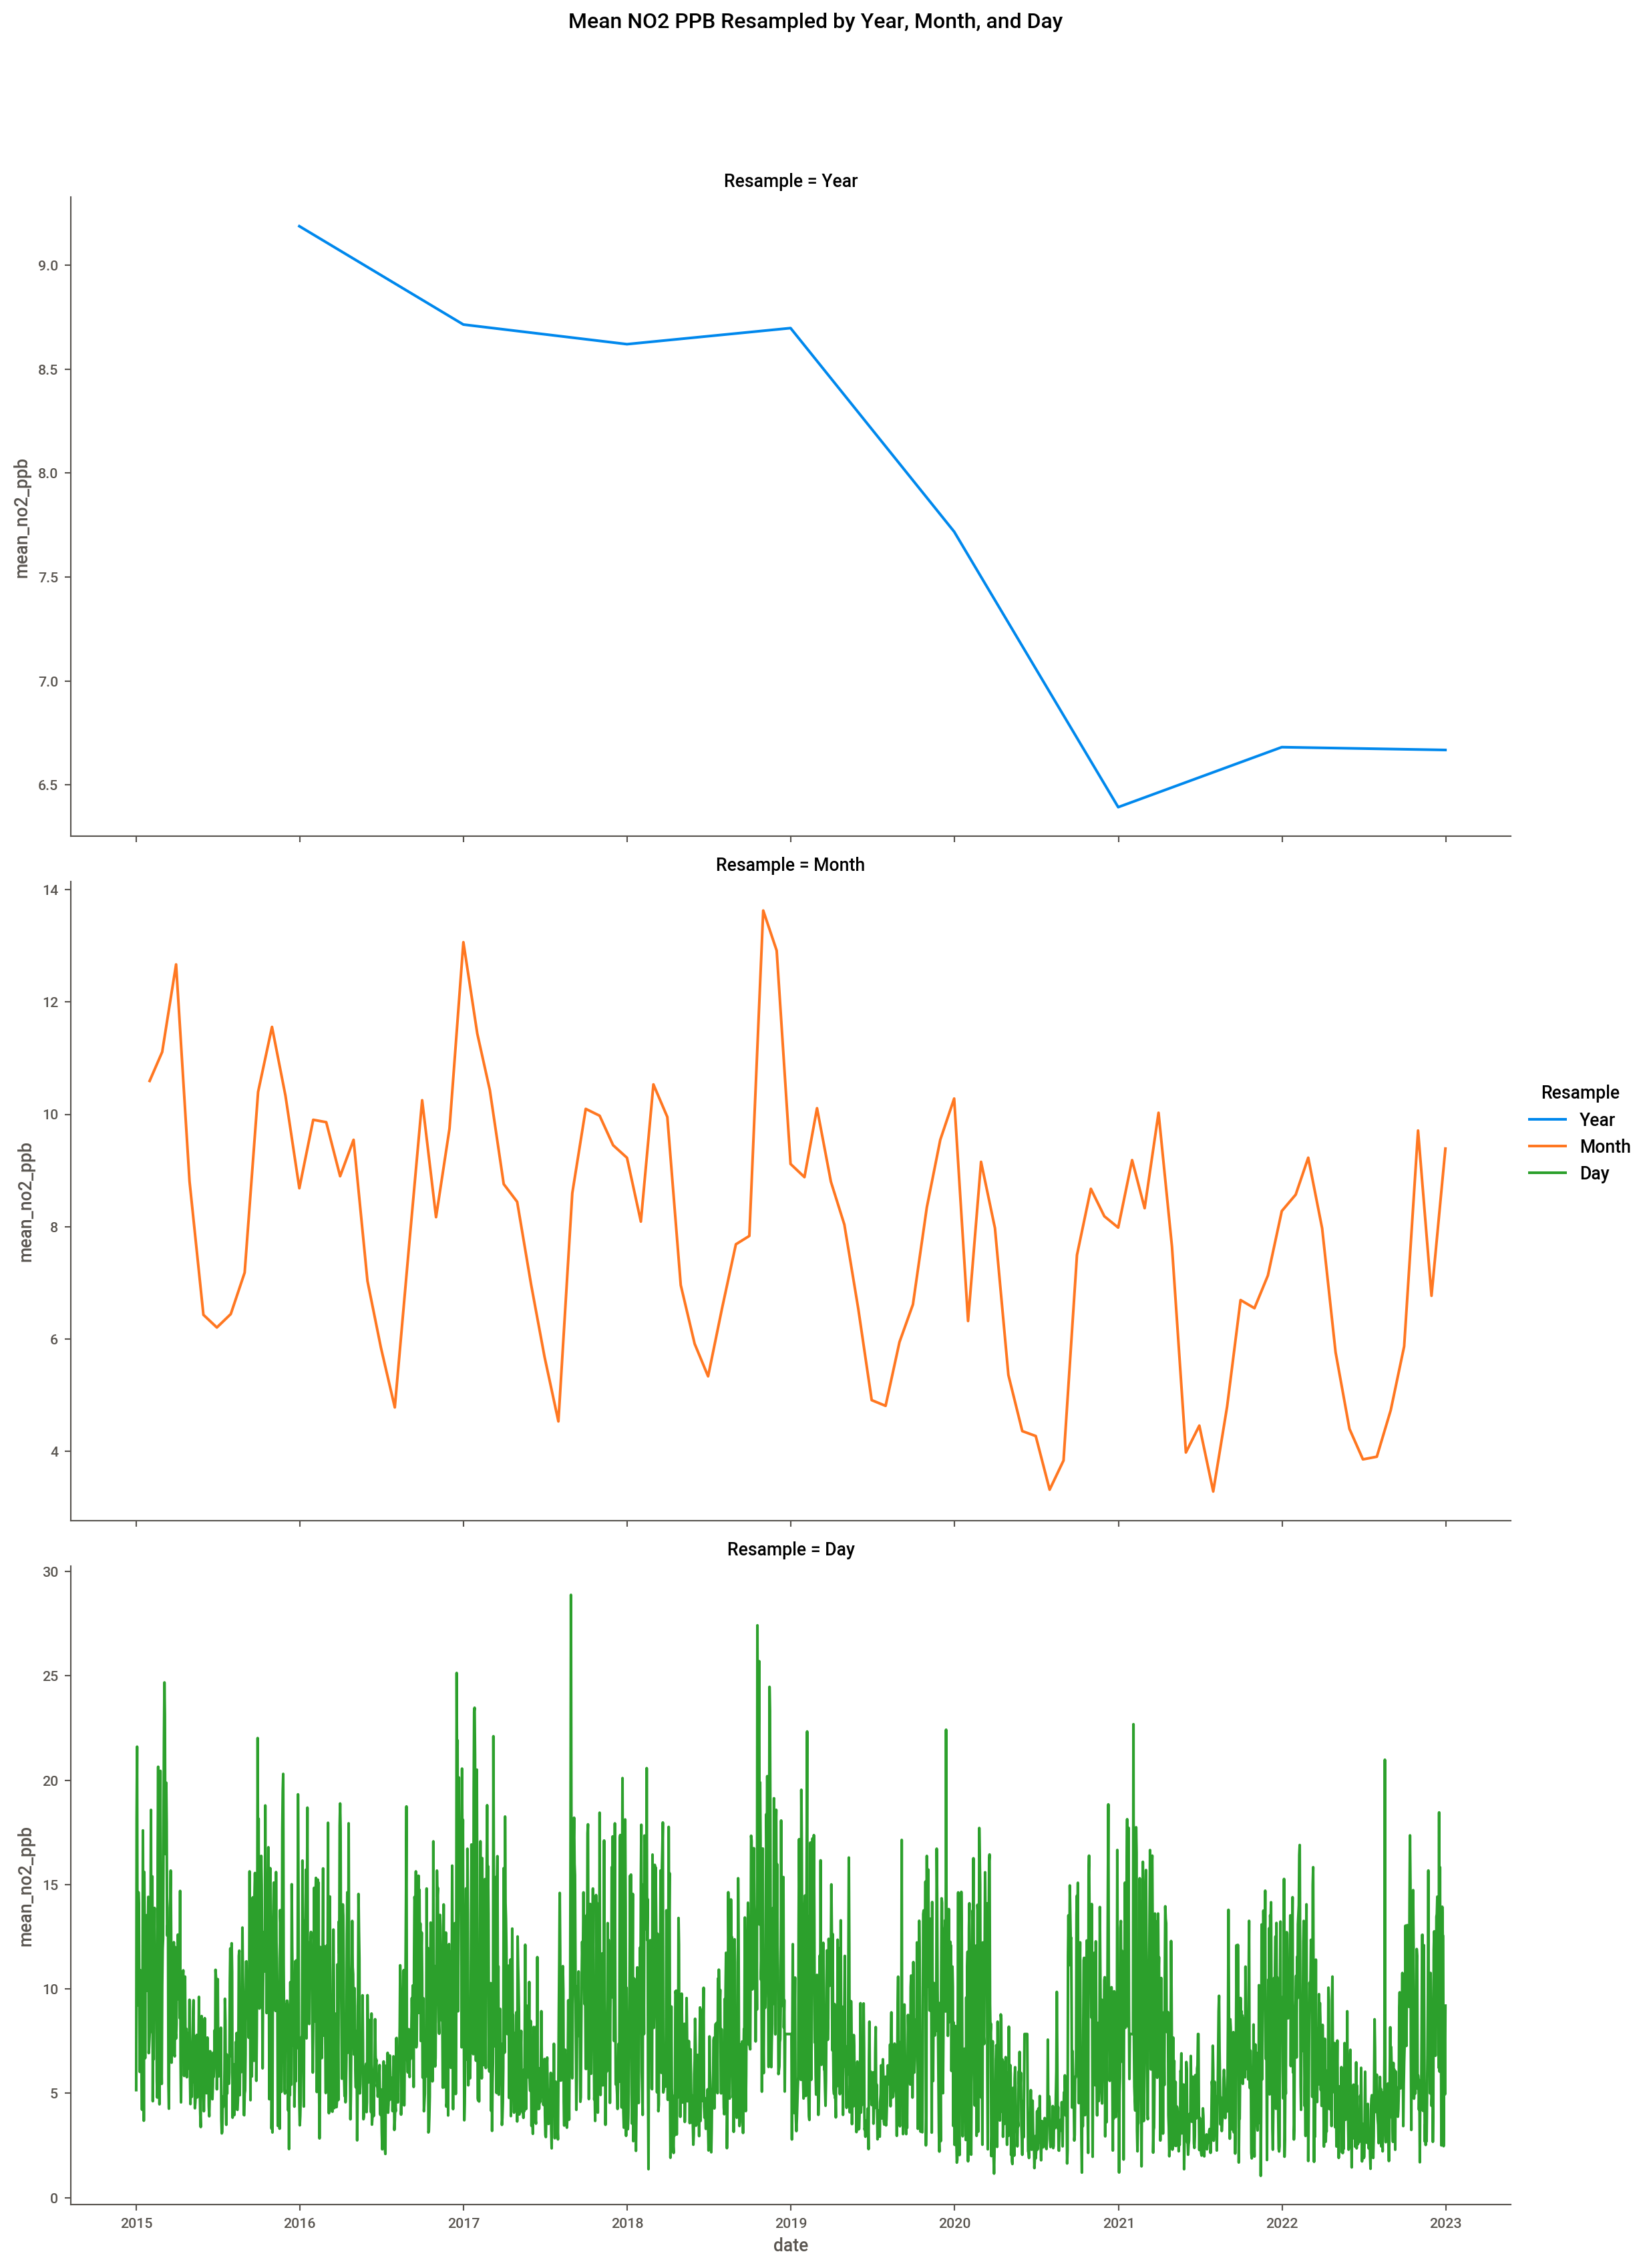 Mean NO2 PPB Resampled by Year, Month, and Day
Resample = Year
9.0
8.5
8.0
7.5
7.0
6.5
mean_no2_ppb
Resample = Month
14
12
10
8
6
4
mean_no2_ppb
Resample
Year
Month
Day
Resample = Day
30
25
20
15
10
5
0
mean_no2_ppb
2015 2016 2017 2018 2019 2020 2021 2022 2023
date